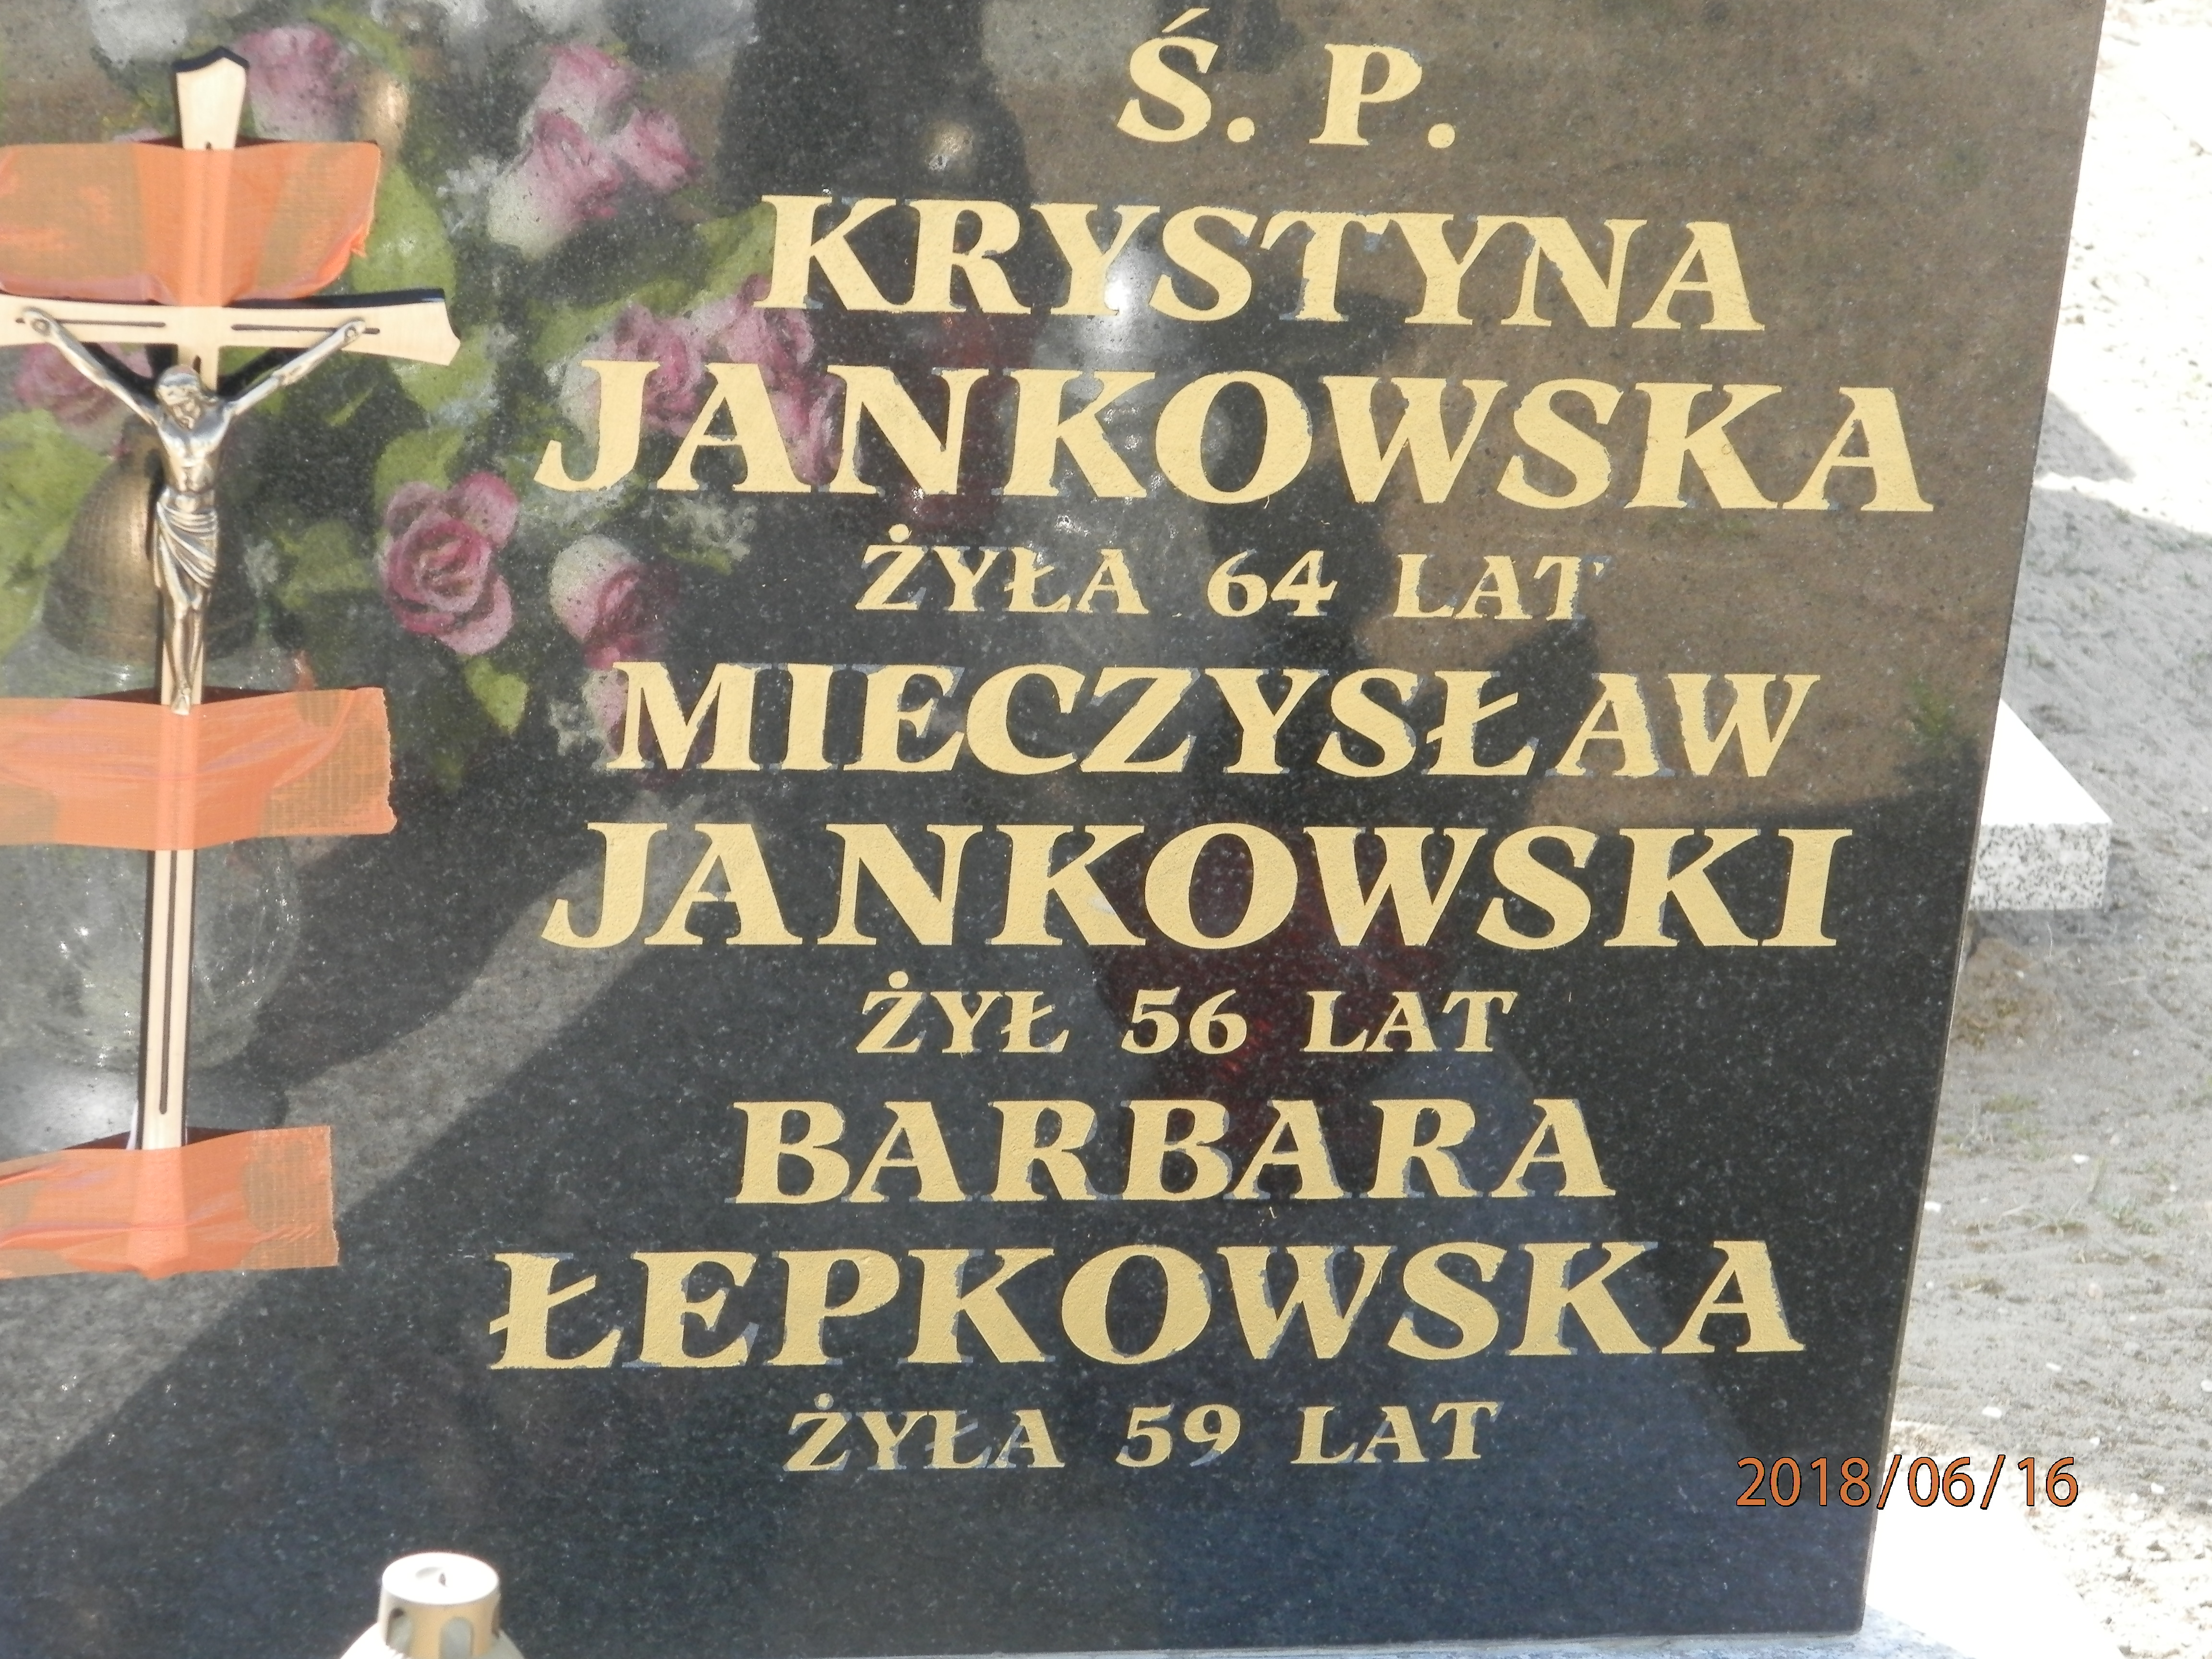 Ś. P.
KRYSTYNA
JANKOWSKA
ŻYŁA 64 LAT
MIECZYSŁAW
JANKOWSKI
ŻYŁ 56 LAT
BARBARA
ŁEPKOWSKA
ŻYŁA 59 LAT
2018/06/16